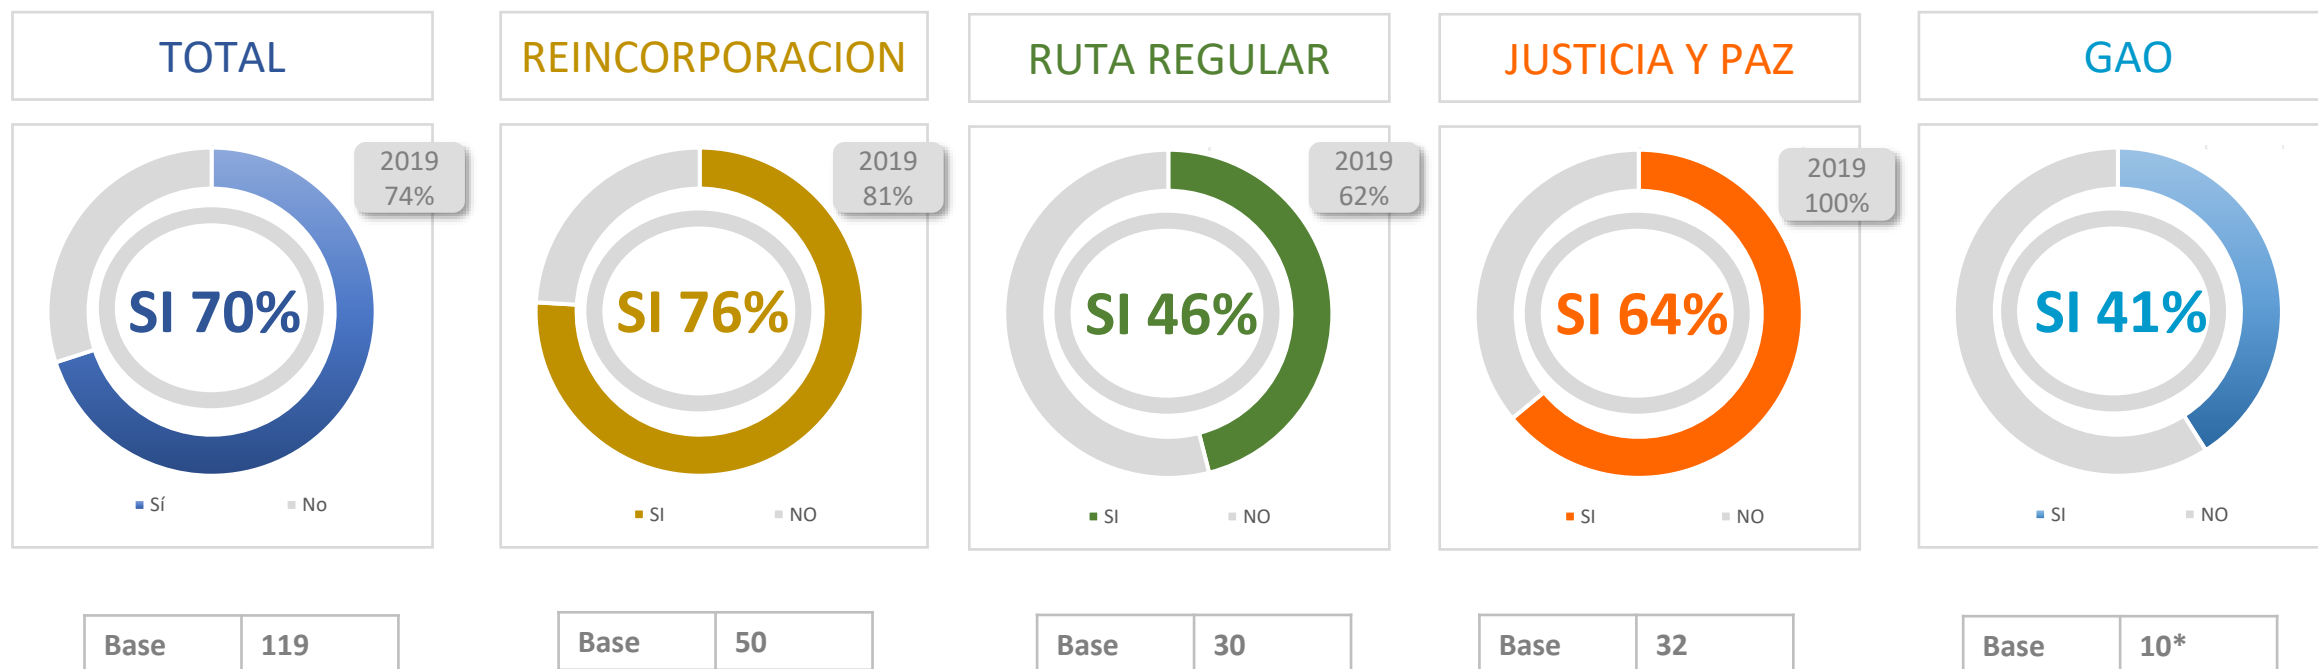 TOTAL
2019
74%
SI 70%
Sí No
Base 119
REINCORPORACION
2019
81%
SI 76%
SI NO
Base 50
RUTA REGULAR
2019
62%
SI 46%
SI NO
Base 30
JUSTICIA Y PAZ
2019
100%
SI 64%
SI NO
Base 32
GAO
SI 41%
SI NO
Base 10*